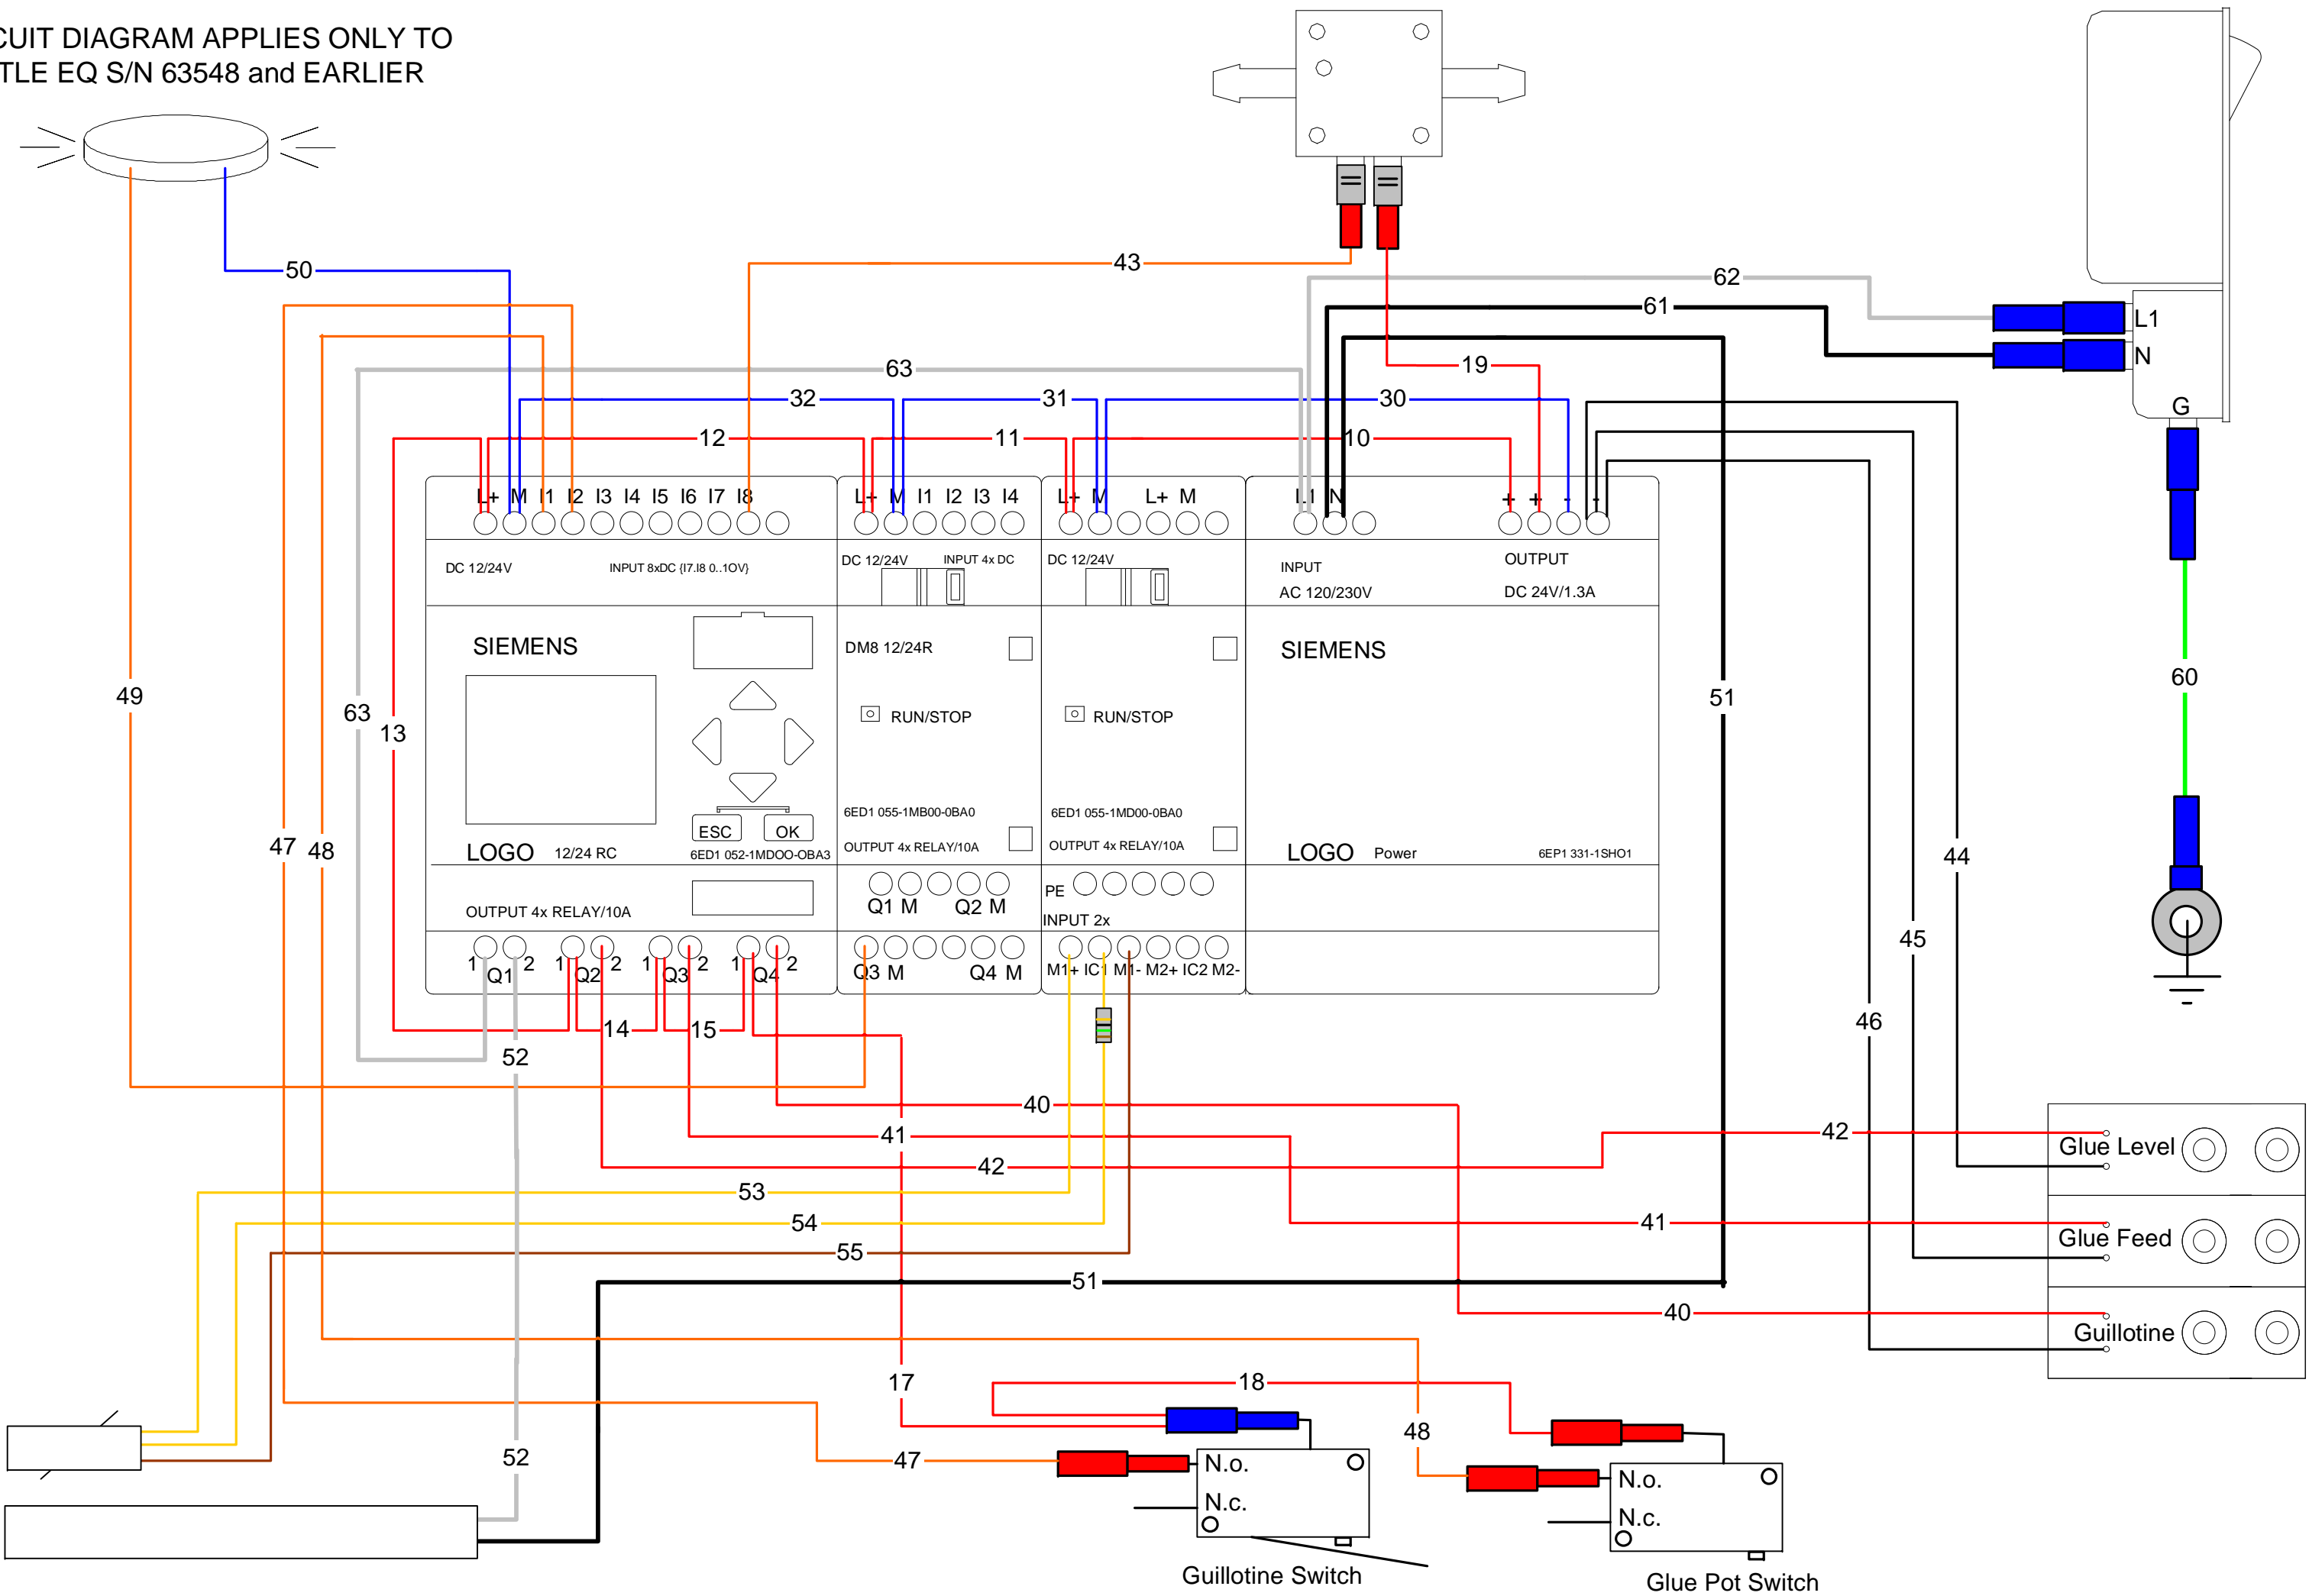 CUIT DIAGRAM APPLIES ONLY TO
TLE EQ S/N 63548 and EARLIER
50
43
62
61
L1
N
G
19
63
32
31
30
12
11
10
L+ M I1 I2 I3 I4 I5 I6 I7 I8
L+ M I1 I2 I3 I4
L+ M L+ M
L1 N
+ + - -
DC 12/24V
INPUT 8xDC {I7.I8 0..1OV}
DC 12/24V
INPUT 4x DC
DC 12/24V
INPUT
AC 120/230V
OUTPUT
DC 24V/1.3A
SIEMENS
DM8 12/24R
SIEMENS
49
63
13
RUN/STOP
RUN/STOP
51
60
6ED1 055-1MB00-0BA0
6ED1 055-1MD00-0BA0
ESC
OK
47
48
LOGO 12/24 RC
6ED1 052-1MDOO-OBA3
OUTPUT 4x RELAY/10A
OUTPUT 4x RELAY/10A
LOGO Power
6EP1 331-1SHO1
44
OUTPUT 4x RELAY/10A
Q1 M Q2 M
PE
INPUT 2x
45
1 Q1 2
1 Q2 2
1 Q3 2
1 Q4 2
Q3 M Q4 M
M1+ IC1 M1- M2+ IC2 M2-
46
14
15
52
40
41
42
42
Glue Level
53
54
41
Glue Feed
55
51
40
Guillotine
17
18
48
52
47
N.o.
N.c.
N.o.
N.c.
Guillotine Switch
Glue Pot Switch